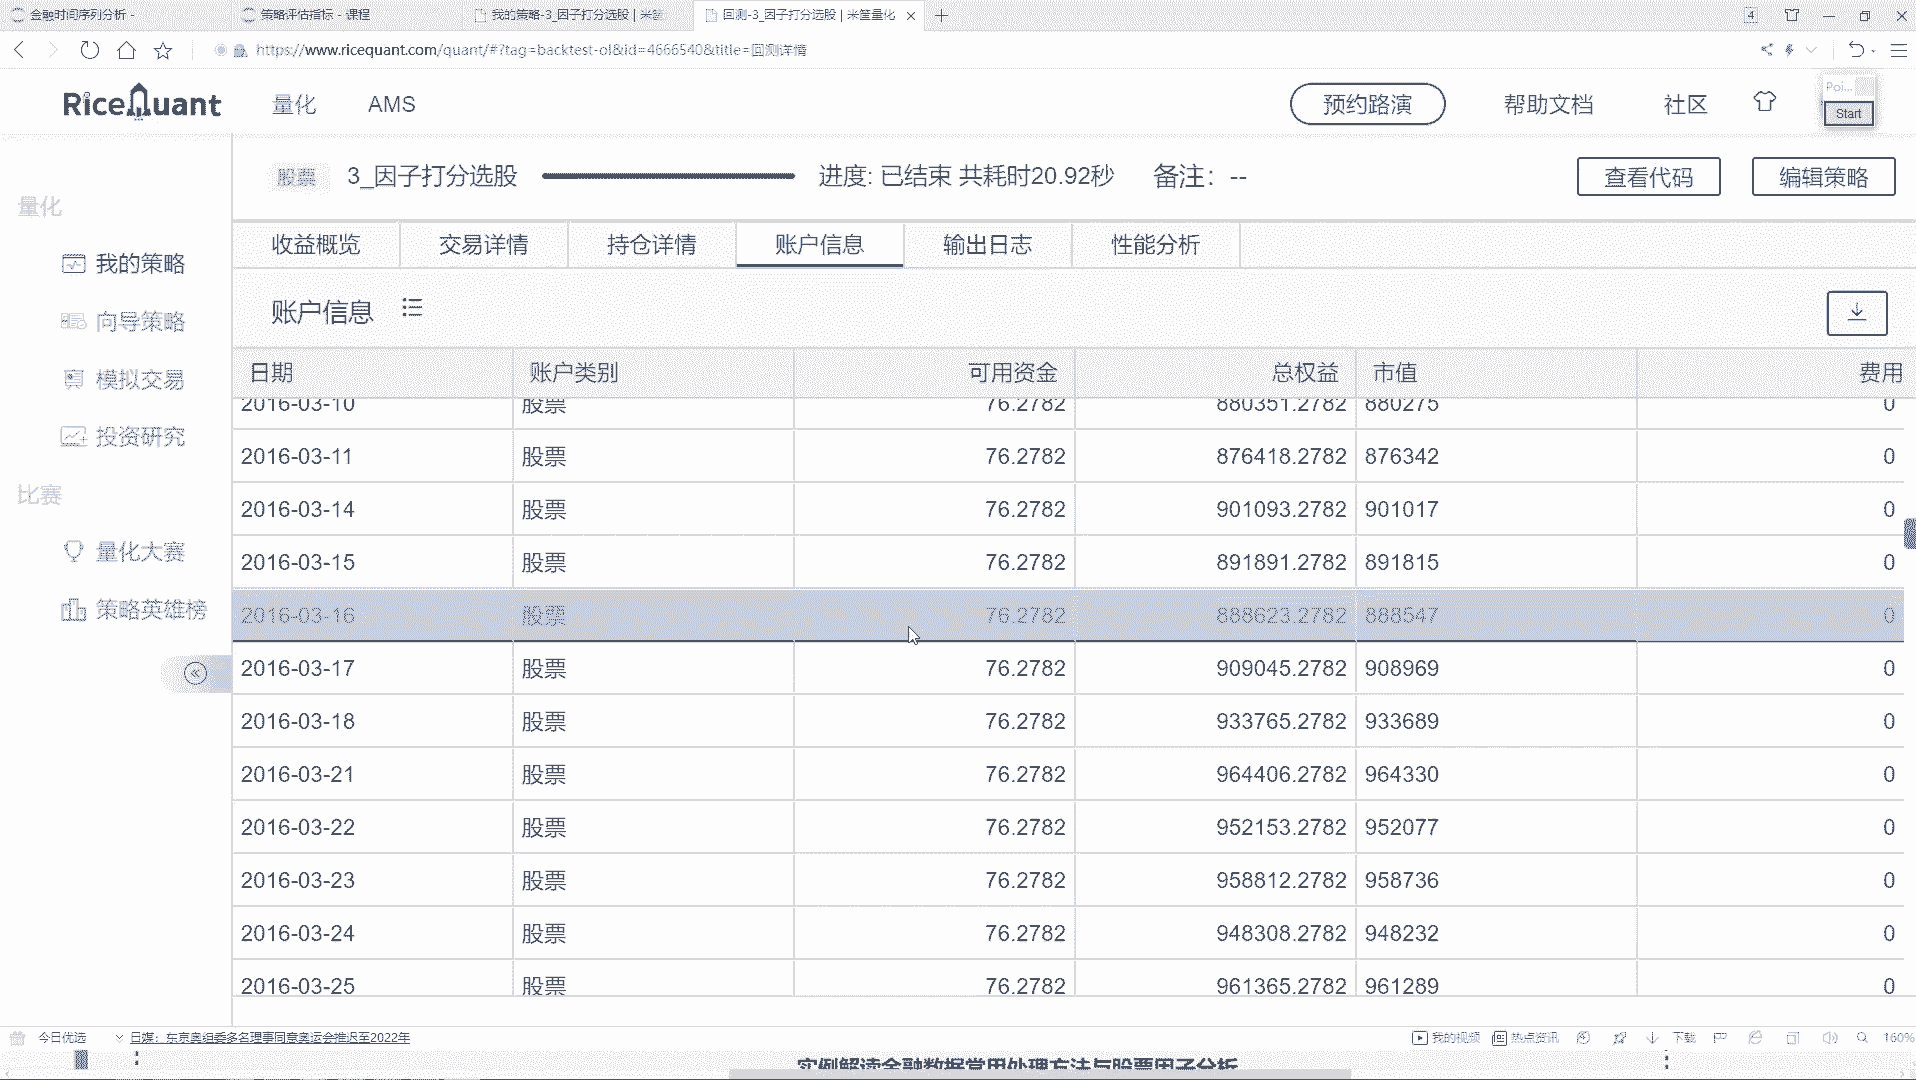 金融时间序列分析 - 策略评估指标 - 课程 我的策略-3_因子打分选股 | 米筐 回测-3_因子打分选股 | 米筐量化 4
https://www.ricequant.com/quant/#?tag=backtest-ol&id=4666540&title=回测详情
RiceQuant 量化 AMS 预约路演 帮助文档 社区 Poi... Start
股票 3_因子打分选股 进度: 已结束 共耗时20.92秒 备注: -- 查看代码 编辑策略
量化
我的策略
向导策略
模拟交易
投资研究
比赛
量化大赛
策略英雄榜
收益概览 交易详情 持仓详情 账户信息 输出日志 性能分析
账户信息
日期 账户类别 可用资金 总权益 市值 费用
2016-03-10 股票 76.2782 880351.2782 880275 0
2016-03-11 股票 76.2782 876418.2782 876342 0
2016-03-14 股票 76.2782 901093.2782 901017 0
2016-03-15 股票 76.2782 891891.2782 891815 0
2016-03-16 股票 76.2782 888623.2782 888547 0
2016-03-17 股票 76.2782 909045.2782 908969 0
2016-03-18 股票 76.2782 933765.2782 933689 0
2016-03-21 股票 76.2782 964406.2782 964330 0
2016-03-22 股票 76.2782 952153.2782 952077 0
2016-03-23 股票 76.2782 958812.2782 958736 0
2016-03-24 股票 76.2782 948308.2782 948232 0
2016-03-25 股票 76.2782 961365.2782 961289 0
今日优选 日媒：东京奥组委多名理事同意奥运会推迟至2022年 我的视频 热点资讯 下载 160%
实例解读金融数据常用处理方法与股票因子分析